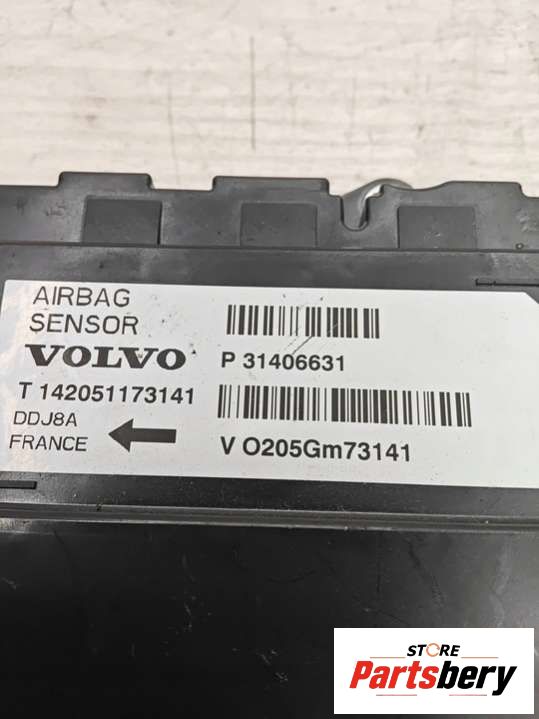 AIRBAG
SENSOR
VOLVO
P 31406631
T 142051173141
DDJ8A
FRANCE
V O205Gm73141
STORE
Partsbery